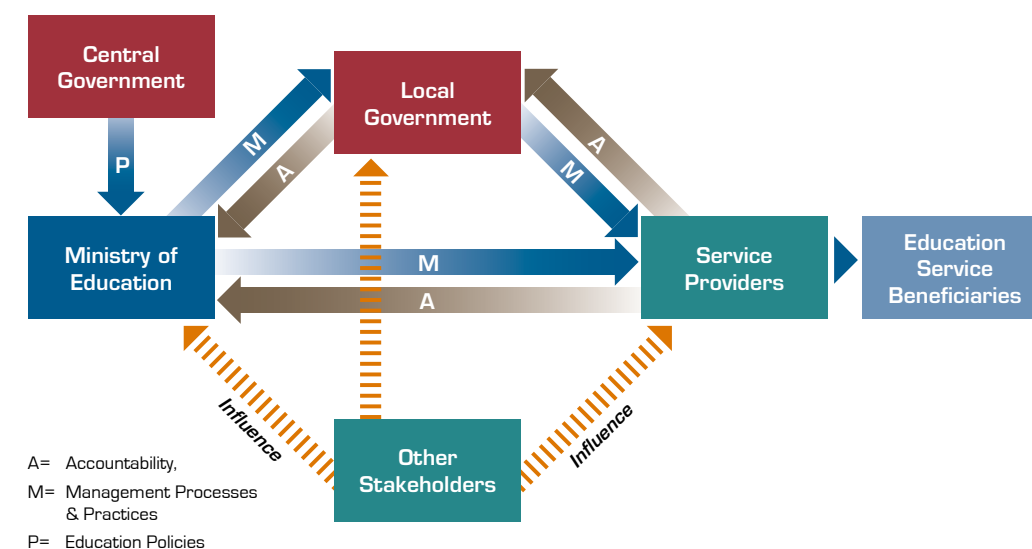 Central
Government
Local
Government
P
M
A
A
M
Ministry of
Education
M
A
Service
Providers
Education
Service
Beneficiaries
Influence
Influence
Other
Stakeholders
A= Accountability,
M= Management Processes
& Practices
P= Education Policies